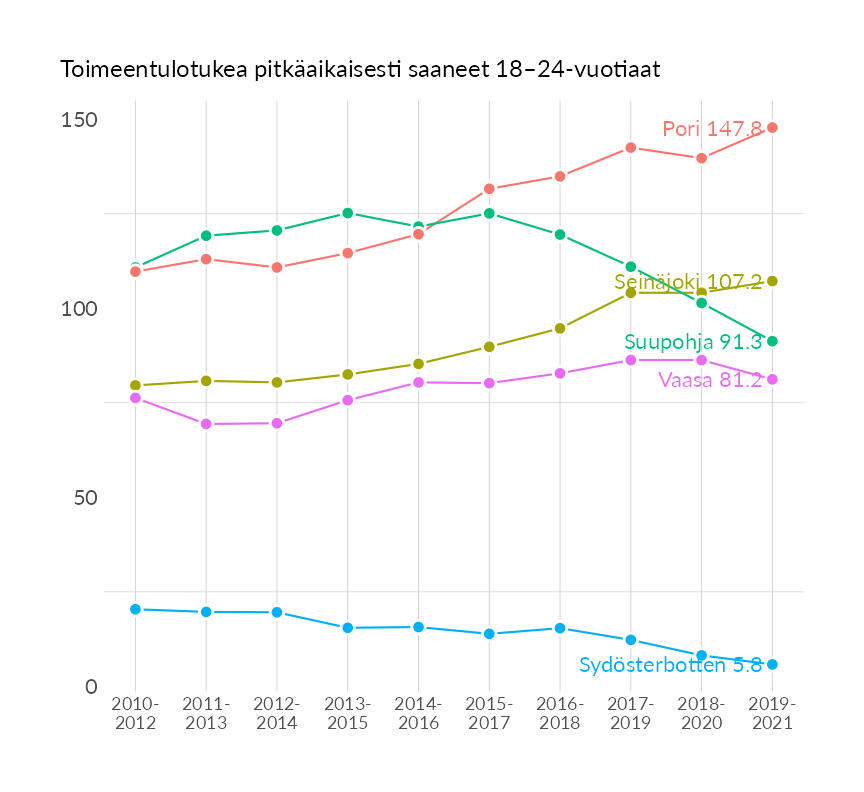 Toimeentulotukea pitkäaikaisesti saaneet 18–24-vuotiaat
150
Pori 147.8
Seinäjoki 107.2
100
Suupohja 91.3
Vaasa 81.2
50
Sydösterbotten 5.8
0
2010- 2011- 2012- 2013- 2014- 2015- 2016- 2017- 2018- 2019-
2012 2013 2014 2015 2016 2017 2018 2019 2020 2021